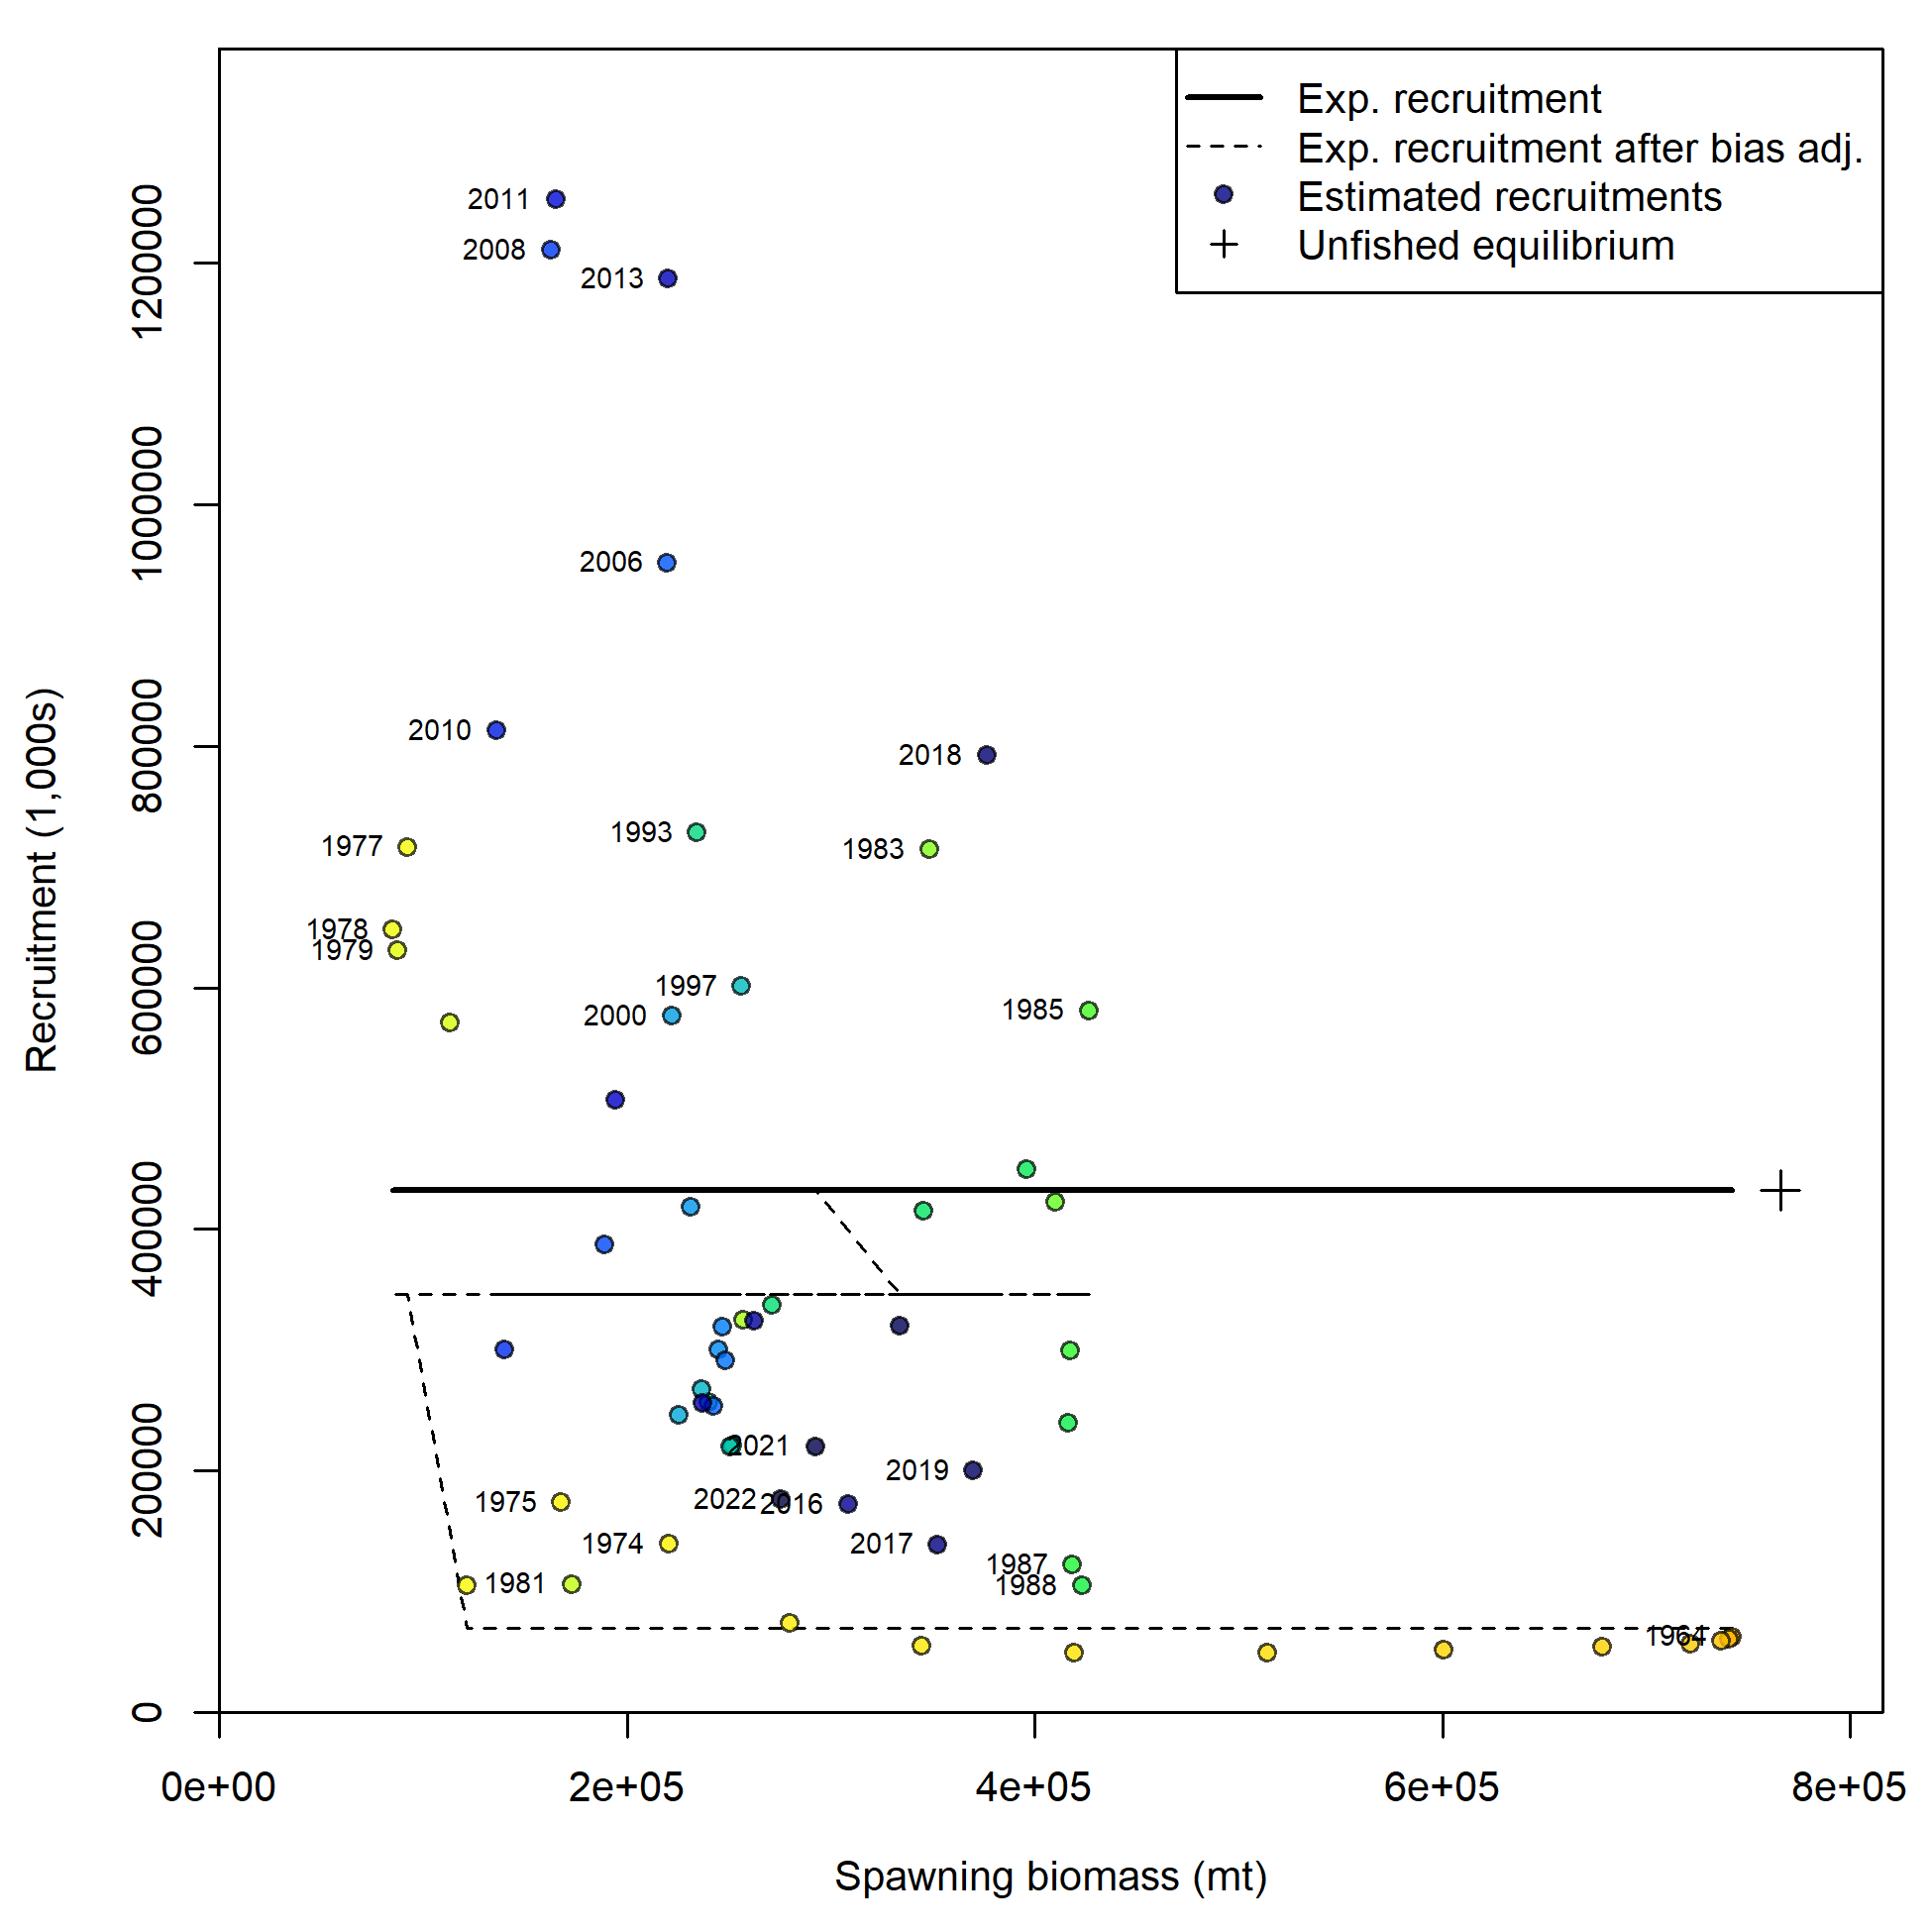 Exp. recruitment
Exp. recruitment after bias adj.
Estimated recruitments
Unfished equilibrium
Recruitment (1,000s)
1200000
1000000
800000
600000
400000
200000
0
2011
2008
2013
2006
2010
2018
1993
1977
1983
1978
1979
1997
2000
1985
2021
2019
2022
2016
1975
1974
2017
1987
1981
1988
1964
0e+00
2e+05
4e+05
6e+05
8e+05
Spawning biomass (mt)